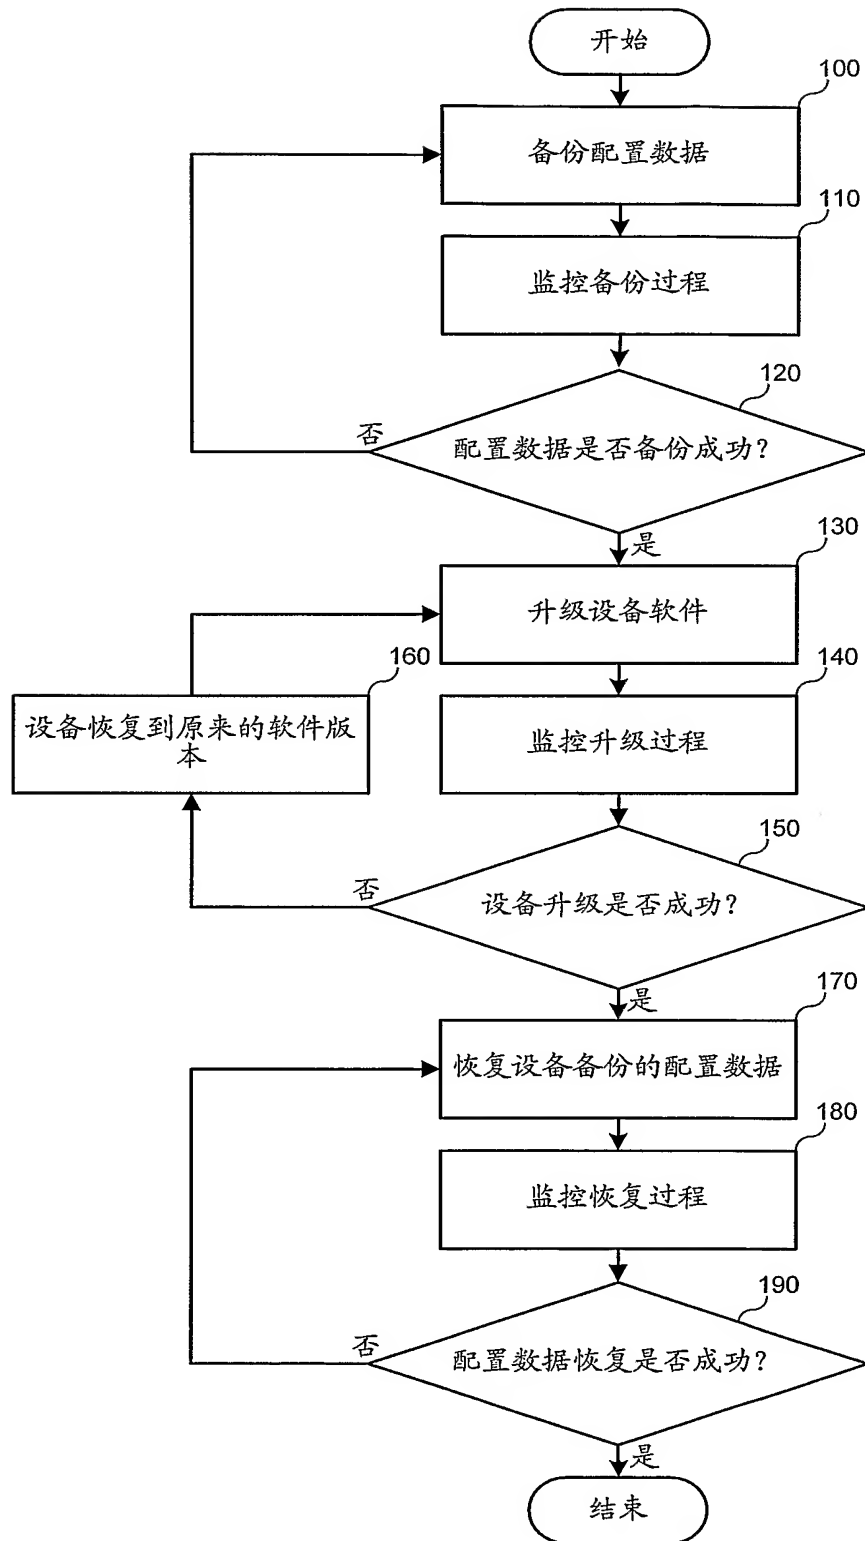 开始
100
备份配置数据
110
监控备份过程
120
否
配置数据是否备份成功?
是
130
升级设备软件
160
140
设备恢复到原来的软件版
本
监控升级过程
150
否
设备升级是否成功?
是
170
恢复设备备份的配置数据
180
监控恢复过程
190
否
配置数据恢复是否成功?
是
结束